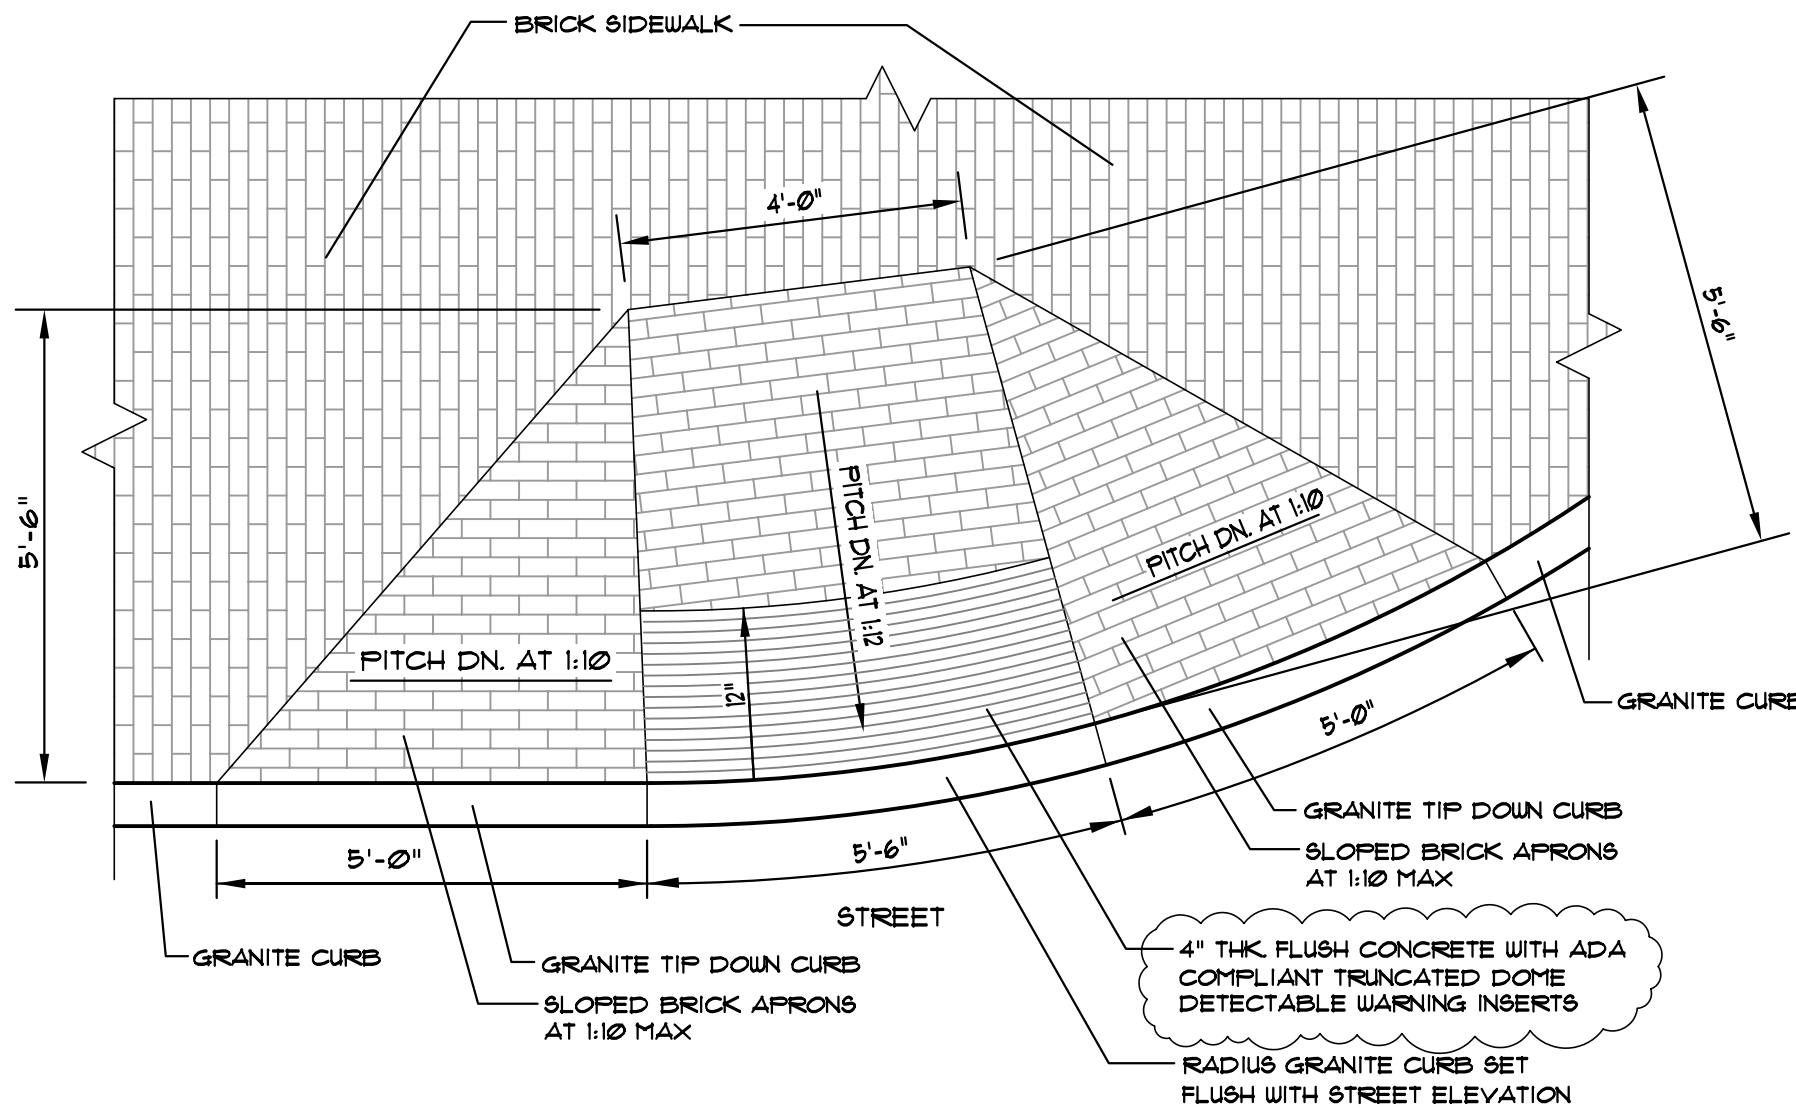 BRICK SIDEWALK
4'-0"
5'-6"
5'-6"
PITCH DN. AT 1:12
PITCH DN. AT 1:10
PITCH DN. AT 1:10
12"
GRANITE CURB
5'-0"
GRANITE TIP DOWN CURB
SLOPED BRICK APRONS
AT 1:10 MAX
5'-0"
5'-6"
STREET
4" THK. FLUSH CONCRETE WITH ADA
COMPLIANT TRUNCATED DOME
DETECTABLE WARNING INSERTS
GRANITE CURB
GRANITE TIP DOWN CURB
SLOPED BRICK APRONS
AT 1:10 MAX
RADIUS GRANITE CURB SET
FLUSH WITH STREET ELEVATION